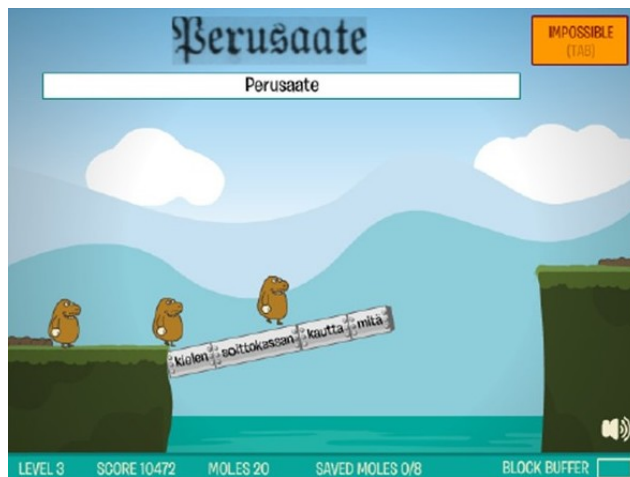 Perusaate
IMPOSSIBLE
(TAB)
Perusaate
kielen soittokassan kautta mitä
LEVEL 3 SCORE 10472 MOLES 20 SAVED MOLES 0/8 BLOCK BUFFER